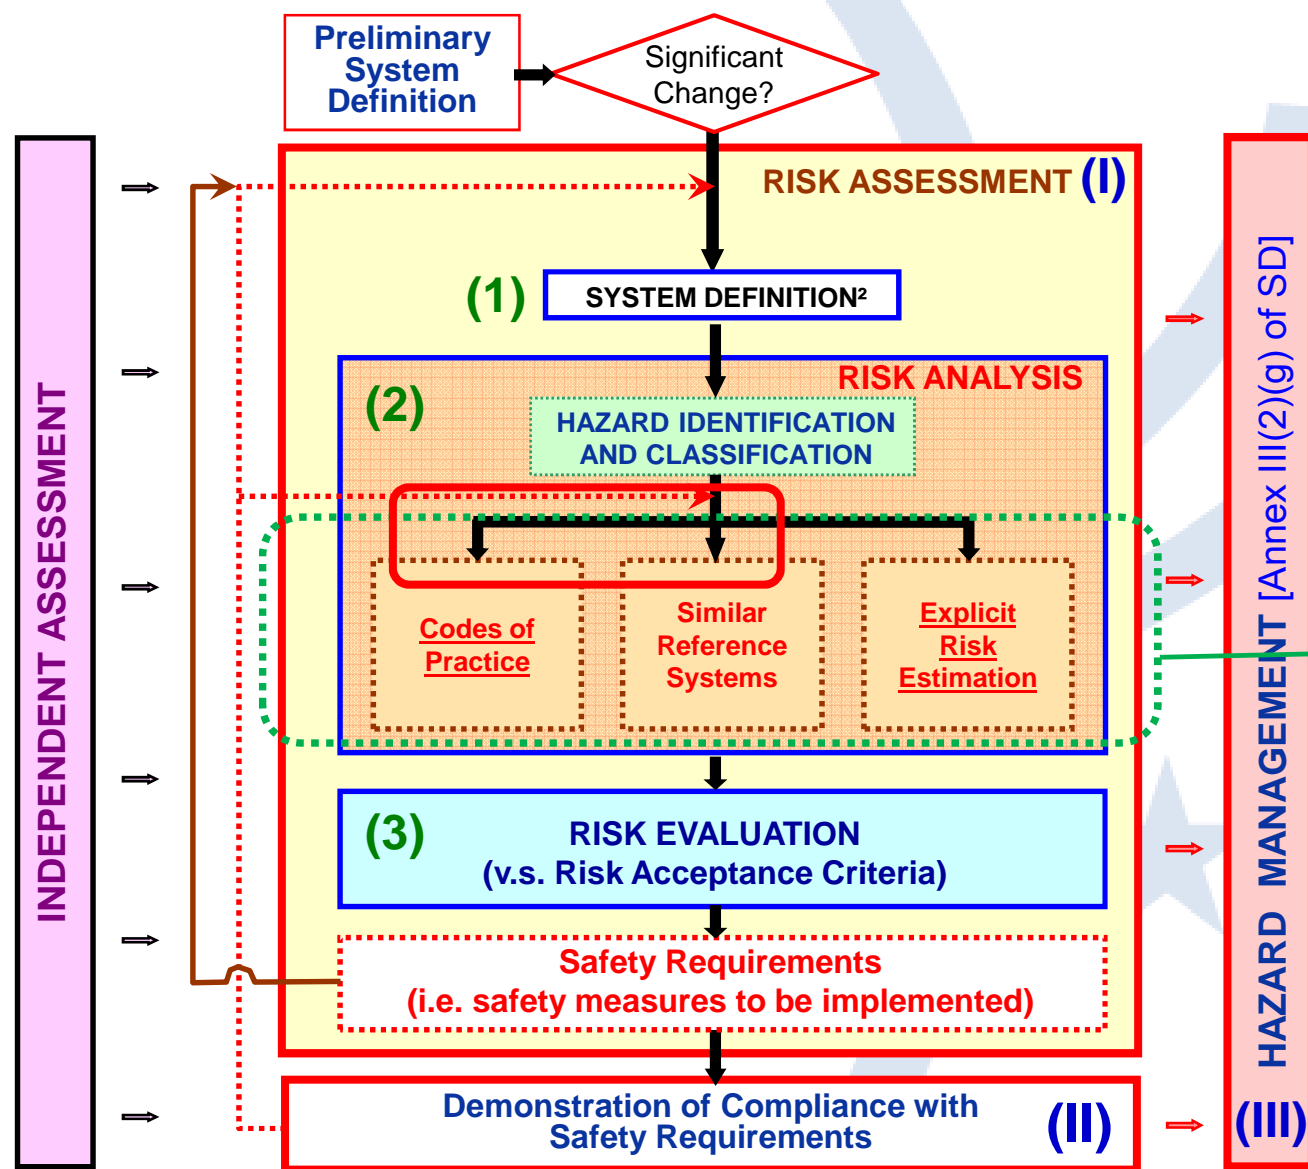 Preliminary
System
Definition
Significant
Change?
INDEPENDENT ASSESSMENT
RISK ASSESSMENT (I)
(1)
SYSTEM DEFINITION²
RISK ANALYSIS
(2)
HAZARD IDENTIFICATION
AND CLASSIFICATION
Codes of
Practice
Similar
Reference
Systems
Explicit
Risk
Estimation
(3)
RISK EVALUATION
(v.s. Risk Acceptance Criteria)
Safety Requirements
(i.e. safety measures to be implemented)
Demonstration of Compliance with
Safety Requirements
(II)
HAZARD MANAGEMENT [Annex III(2)(g) of SD]
(III)